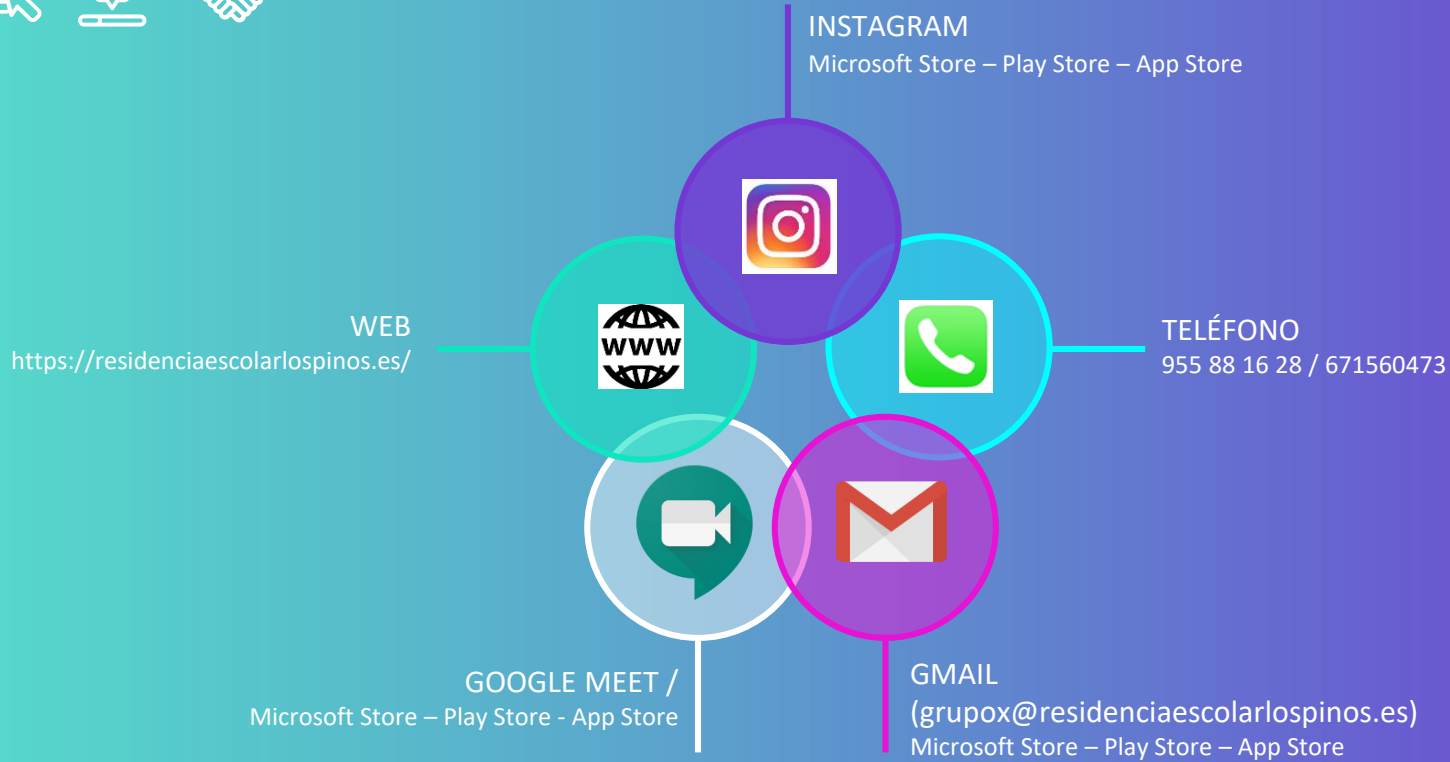 INSTAGRAM
Microsoft Store – Play Store – App Store
WEB
https://residenciaescolarlospinos.es/
WWW
TELÉFONO
955 88 16 28 / 671560473
GOOGLE MEET /
Microsoft Store – Play Store - App Store
GMAIL
(grupox@residenciaescolarlospinos.es)
Microsoft Store – Play Store – App Store